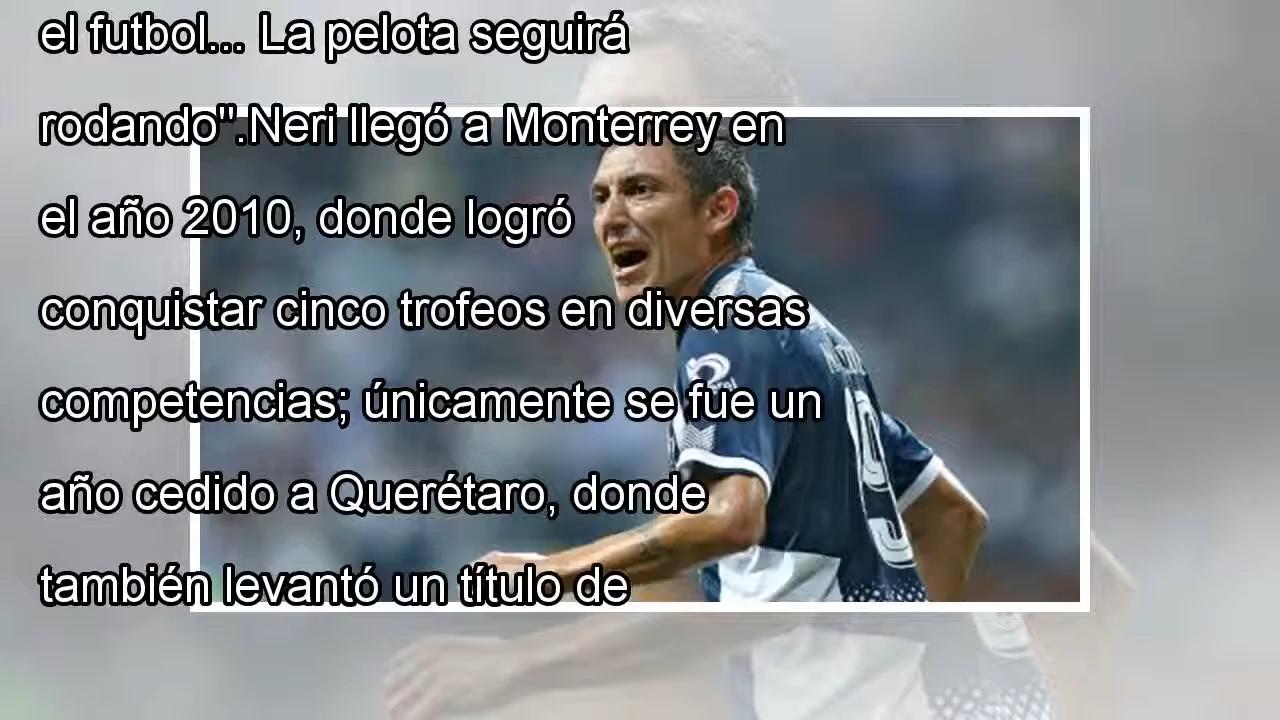 el futbol... La pelota seguirá
rodando".Neri llegó a Monterrey en
el año 2010, donde logró
conquistar cinco trofeos en diversas
competencias; únicamente se fue un
año cedido a Querétaro, donde
también levantó un título de